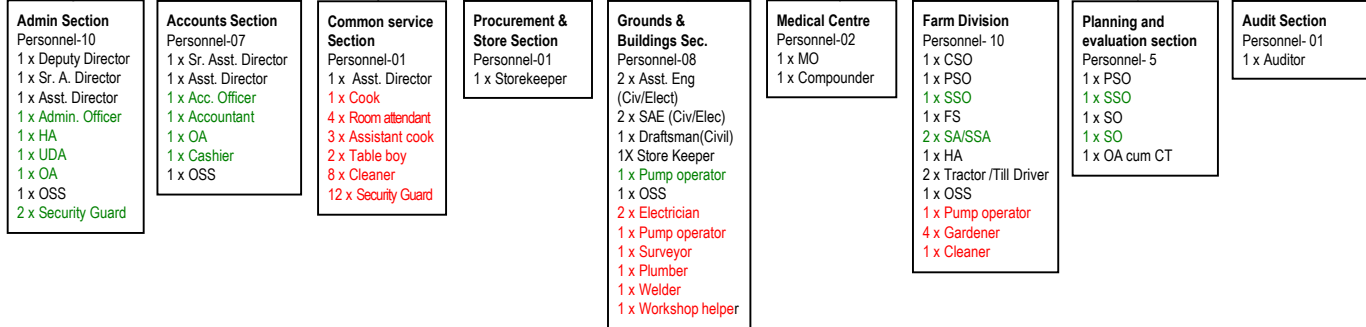 Admin Section
Personnel-10
1 x Deputy Director
1 x Sr. A. Director
1 x Asst. Director
1 x Admin. Officer
1 x HA
1 x UDA
1 x OA
1 x OSS
2 x Security Guard
Accounts Section
Personnel-07
1 x Sr. Asst. Director
1 x Asst. Director
1 x Acc. Officer
1 x Accountant
1 x OA
1 x Cashier
1 x OSS
Common service
Section
Personnel-01
1 x Asst. Director
1 x Cook
4 x Room attendant
3 x Assistant cook
2 x Table boy
8 x Cleaner
12 x Security Guard
Procurement &
Store Section
Personnel-01
1 x Storekeeper
Grounds &
Buildings Sec.
Personnel-08
2 x Asst. Eng
(Civ/Elect)
2 x SAE (Civ/Elec)
1 x Draftsman(Civil)
1X Store Keeper
1 x Pump operator
1 x OSS
2 x Electrician
1 x Pump operator
1 x Surveyor
1 x Plumber
1 x Welder
1 x Workshop helper
Medical Centre
Personnel-02
1 x MO
1 x Compounder
Farm Division
Personnel- 10
1 x CSO
1 x PSO
1 x SSO
1 x FS
2 x SA/SSA
1 x HA
2 x Tractor /Till Driver
1 x OSS
1 x Pump operator
4 x Gardener
1 x Cleaner
Planning and
evaluation section
Personnel- 5
1 x PSO
1 x SSO
1 x SO
1 x SO
1 x OA cum CT
Audit Section
Personnel- 01
1 x Auditor